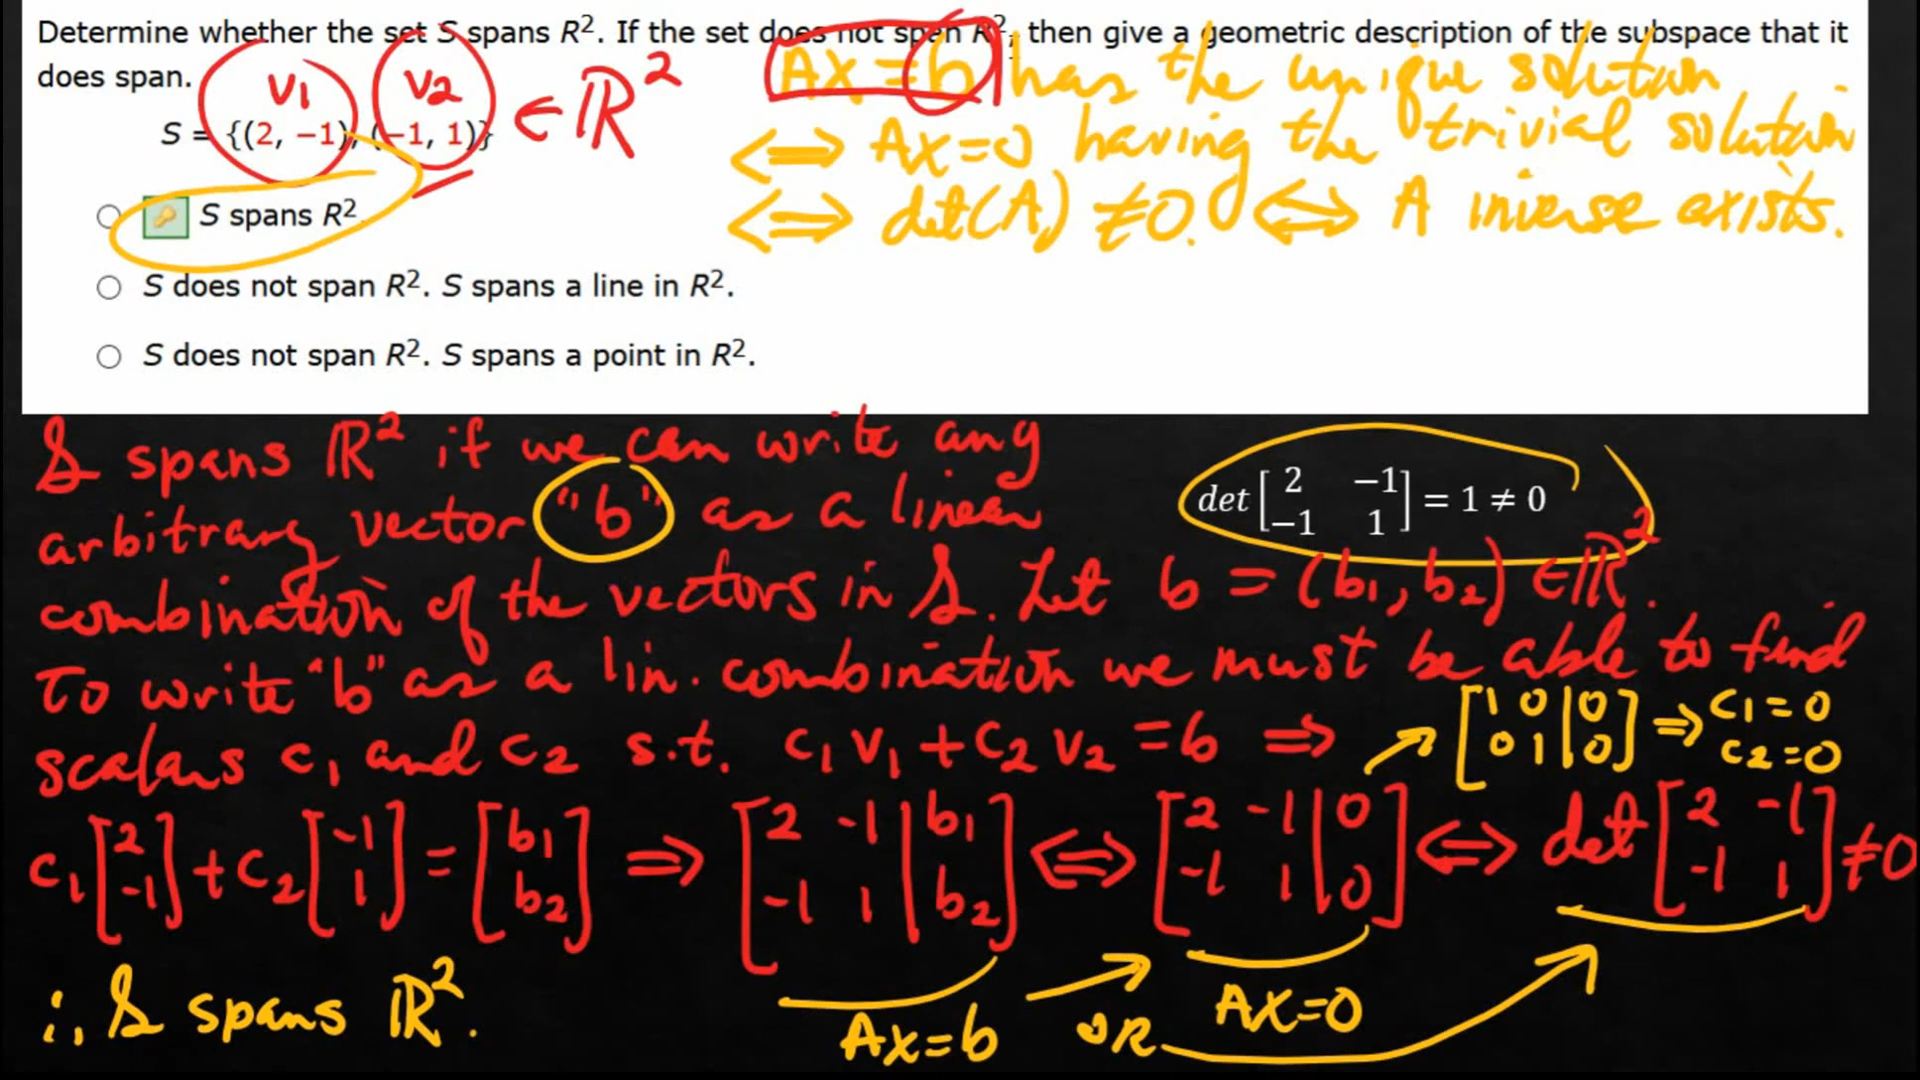 Determine whether the set S spans R². If the set does not span R², then give a geometric description of the subspace that it
does span.
v1 v2 ∈ ℝ²
S = {(2, −1), (−1, 1)}
Ax = b has the unique solution
⟺ Ax=0 having the trivial solution
⟺ det(A) ≠0. ⟺ A inverse exists.
S spans R².
S does not span R². S spans a line in R².
S does not span R². S spans a point in R².
S spans ℝ² if we can write any
arbitrary vector "b" as a linear
det [2 −1; −1 1] = 1 ≠ 0
combination of the vectors in S. Let b = (b1, b2) ∈ ℝ².
To write "b" as a lin. combination we must be able to find
scalars c1 and c2 s.t. c1 v1 + c2 v2 = b ⇒
↗ [1 0 | 0; 0 1 | 0] ⇒ c1=0 c2=0
c1 [2; -1] + c2 [-1; 1] = [b1; b2] ⇒ [2 -1 | b1; -1 1 | b2] ⟺ [2 -1 | 0; -1 1 | 0] ⟺ det [2 -1; -1 1] ≠0
∴ S spans ℝ².
Ax=b OR Ax=0